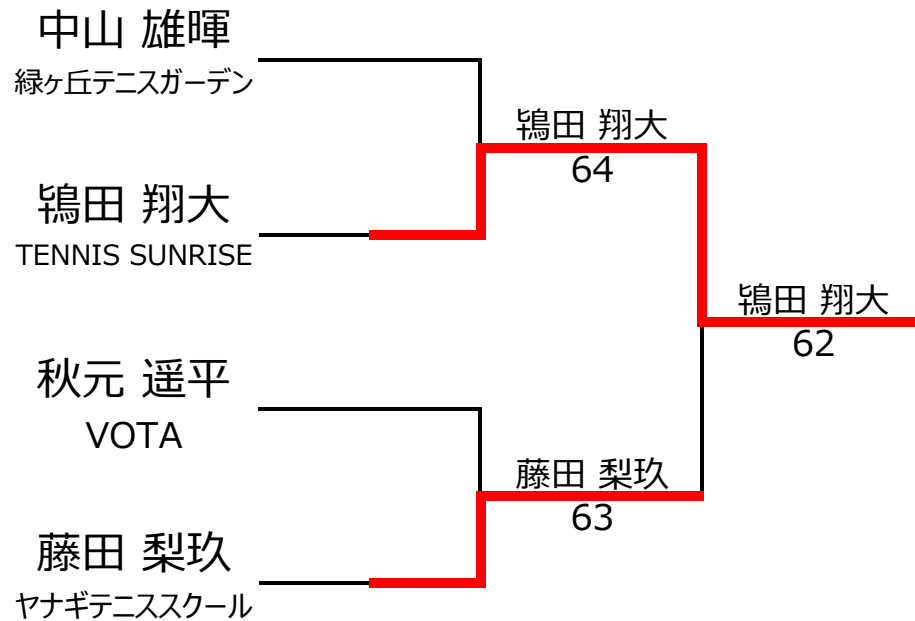 中山 雄暉
緑ヶ丘テニスガーデン
鴇田 翔大
64
鴇田 翔大
TENNIS SUNRISE
鴇田 翔大
62
秋元 遥平
VOTA
藤田 梨玖
63
藤田 梨玖
ヤナギテニススクール